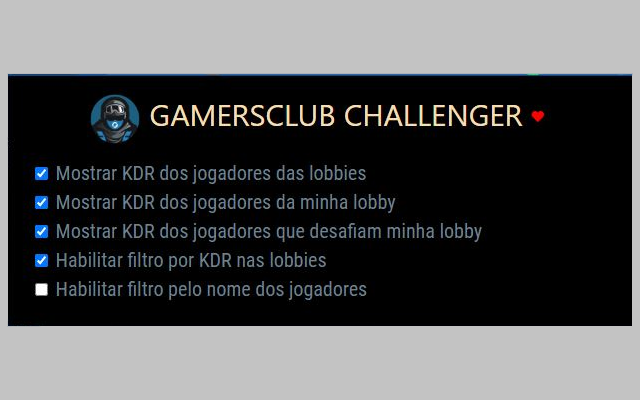 GAMERSCLUB CHALLENGER
Mostrar KDR dos jogadores das lobbies
Mostrar KDR dos jogadores da minha lobby
Mostrar KDR dos jogadores que desafiam minha lobby
Habilitar filtro por KDR nas lobbies
Habilitar filtro pelo nome dos jogadores